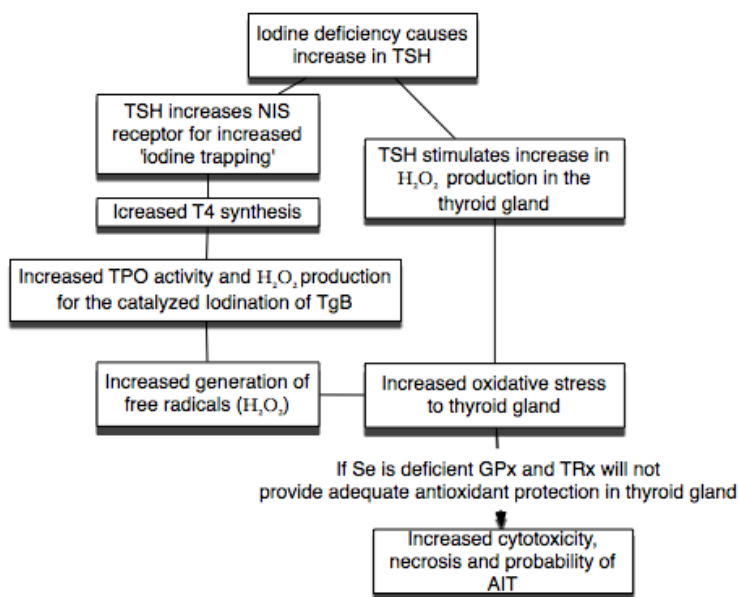 Iodine deficiency causes
increase in TSH
TSH increases NIS
receptor for increased
'iodine trapping'
Icreased T4 synthesis
Increased TPO activity and H₂O₂ production
for the catalyzed Iodination of TgB
Increased generation of
free radicals (H₂O₂)
TSH stimulates increase in
H₂O₂ production in the
thyroid gland
Increased oxidative stress
to thyroid gland
If Se is deficient GPx and TRx will not
provide adequate antioxidant protection in thyroid gland
Increased cytotoxicity,
necrosis and probability of
AIT